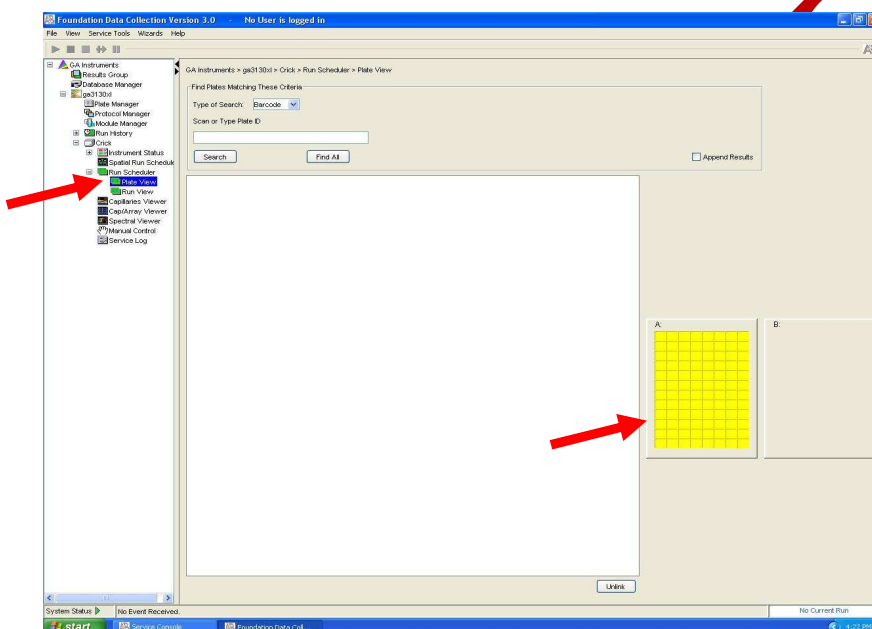 Foundation Data Collection Version 3.0 - No User is logged in
File View Service Tools Wizards Help
GA Instruments
Results Group
Database Manager
ga3130xl
Plate Manager
Protocol Manager
Module Manager
Run History
Crick
Instrument Status
Spatial Run Schedul
Run Scheduler
Plate View
Run View
Capillaries Viewer
Cap/Array Viewer
Spectral Viewer
Manual Control
Service Log
GA Instruments > ga3130xl > Crick > Run Scheduler > Plate View
Find Plates Matching These Criteria
Type of Search: Barcode
Scan or Type Plate ID
Search Find All Append Results
A: B:
Unlink
System Status No Event Received. No Current Run
start Service Console Foundation Data Coll... 4:22 PM